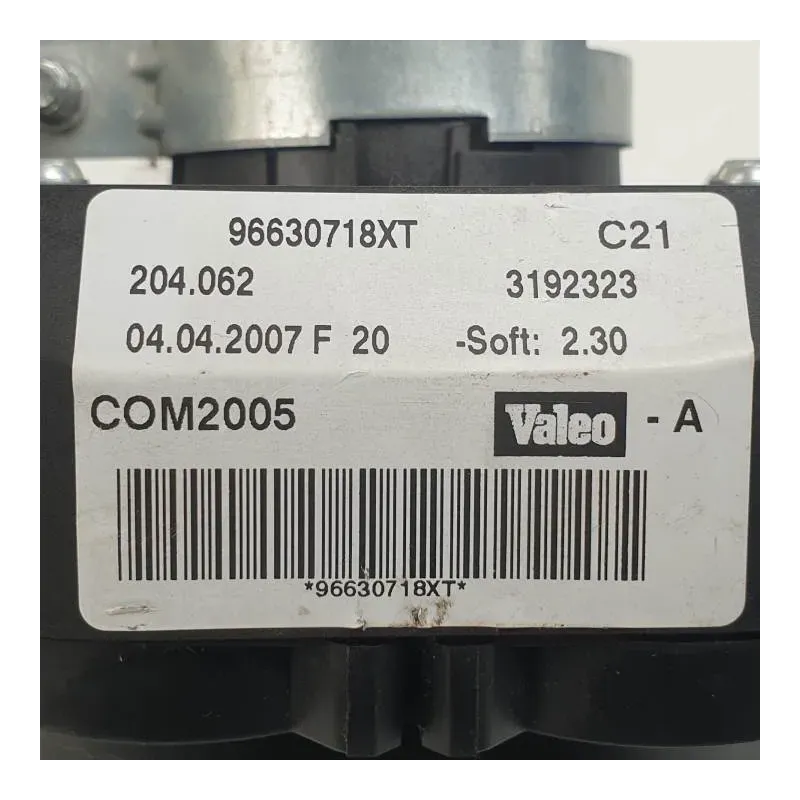 96630718XT C21
204.062 3192323
04.04.2007 F 20 -Soft: 2.30
COM2005 Valeo - A
*96630718XT*